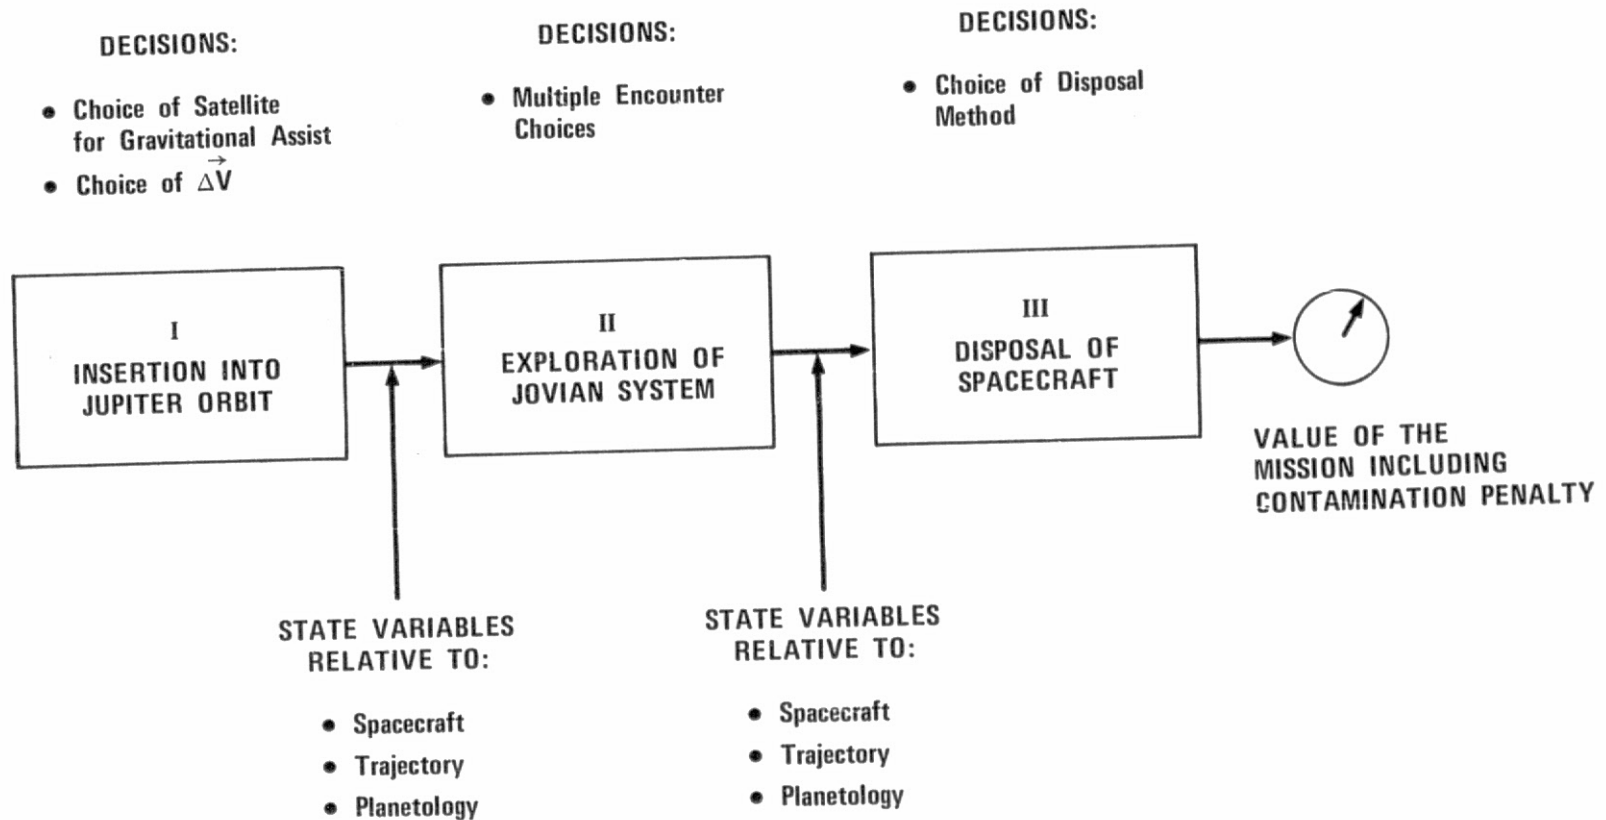 DECISIONS:
• Choice of Satellite
for Gravitational Assist
• Choice of ΔV⃗
DECISIONS:
• Multiple Encounter
Choices
DECISIONS:
• Choice of Disposal
Method
I
INSERTION INTO
JUPITER ORBIT
II
EXPLORATION OF
JOVIAN SYSTEM
III
DISPOSAL OF
SPACECRAFT
VALUE OF THE
MISSION INCLUDING
CONTAMINATION PENALTY
STATE VARIABLES
RELATIVE TO:
• Spacecraft
• Trajectory
• Planetology
STATE VARIABLES
RELATIVE TO:
• Spacecraft
• Trajectory
• Planetology